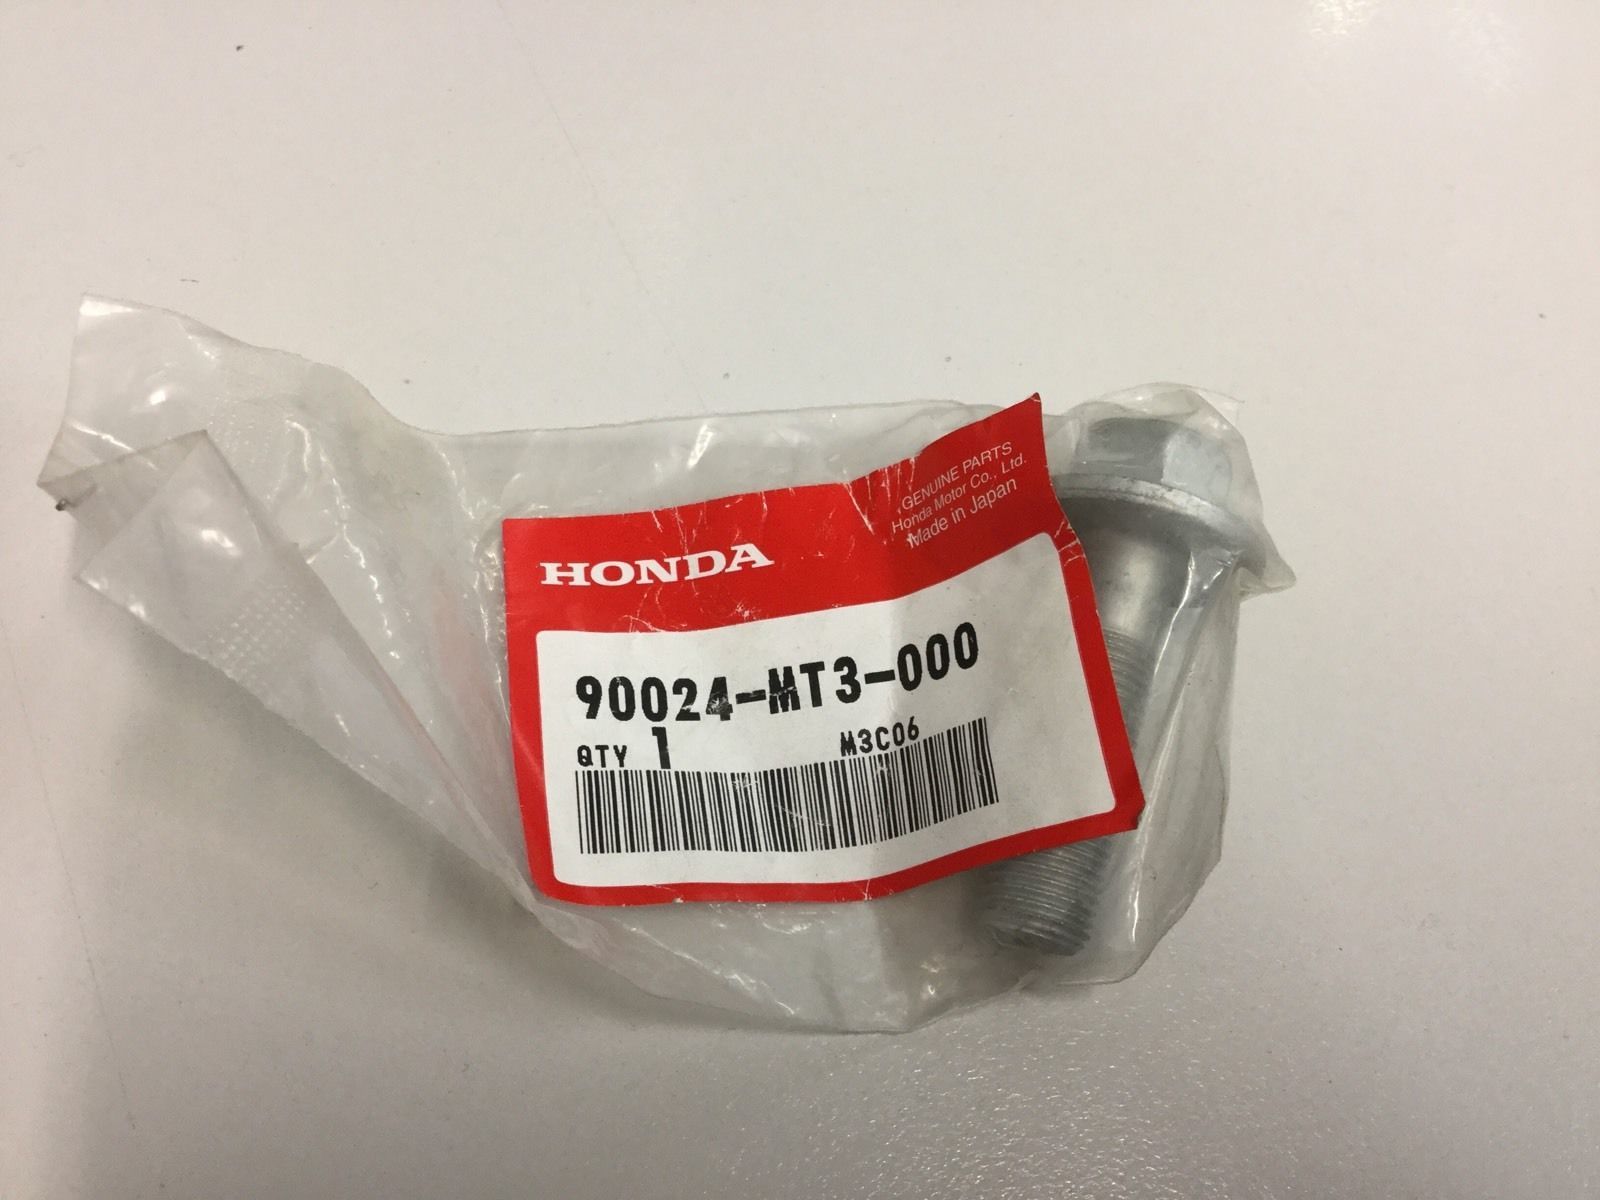 GENUINE PARTS
Honda Motor Co., Ltd.
Made in Japan
HONDA
90024-MT3-000
QTY 1 M3C06